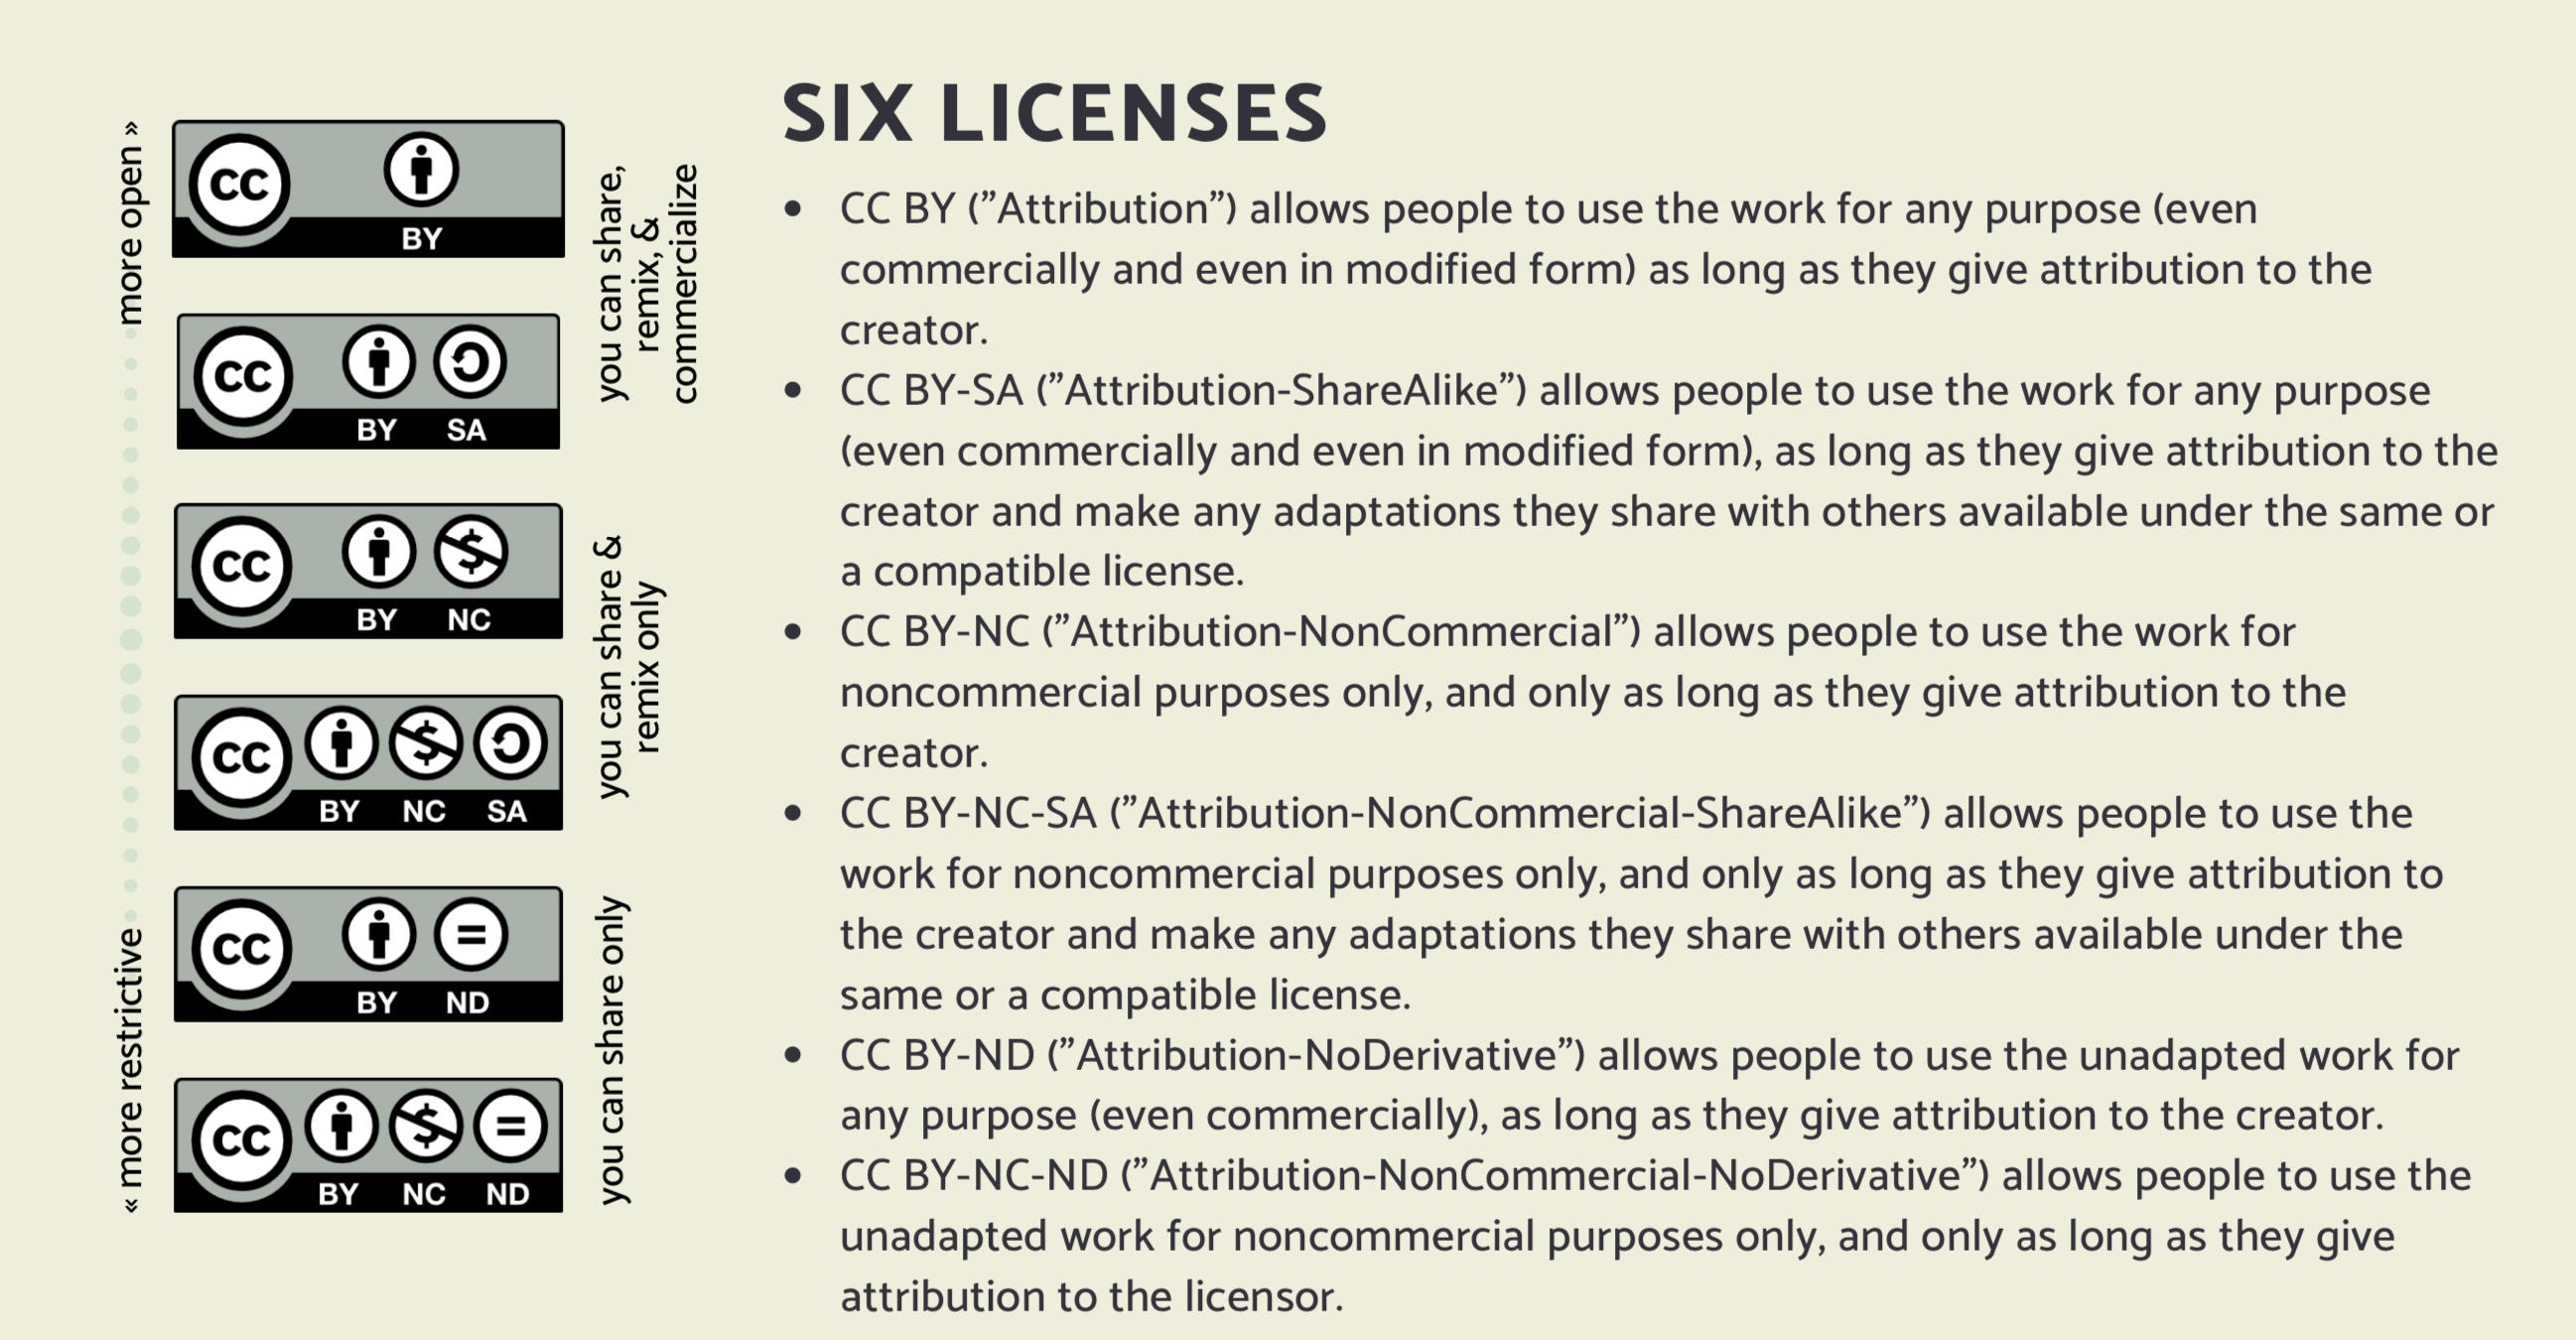 more open »
« more restrictive
CC
BY
CC
BY SA
CC
BY NC
CC
BY NC SA
CC
BY ND
CC
BY NC ND
you can share,
remix, &
commercialize
you can share &
remix only
you can share only
SIX LICENSES
• CC BY (”Attribution”) allows people to use the work for any purpose (even
commercially and even in modified form) as long as they give attribution to the
creator.
• CC BY-SA (”Attribution-ShareAlike”) allows people to use the work for any purpose
(even commercially and even in modified form), as long as they give attribution to the
creator and make any adaptations they share with others available under the same or
a compatible license.
• CC BY-NC (”Attribution-NonCommercial”) allows people to use the work for
noncommercial purposes only, and only as long as they give attribution to the
creator.
• CC BY-NC-SA (”Attribution-NonCommercial-ShareAlike”) allows people to use the
work for noncommercial purposes only, and only as long as they give attribution to
the creator and make any adaptations they share with others available under the
same or a compatible license.
• CC BY-ND (”Attribution-NoDerivative”) allows people to use the unadapted work for
any purpose (even commercially), as long as they give attribution to the creator.
• CC BY-NC-ND (”Attribution-NonCommercial-NoDerivative”) allows people to use the
unadapted work for noncommercial purposes only, and only as long as they give
attribution to the licensor.